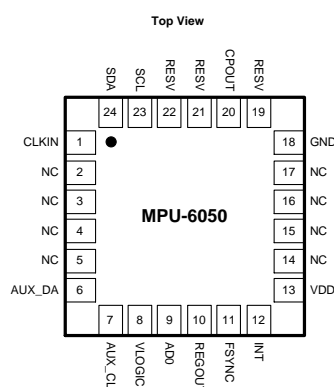 Top View
SDA
SCL
RESV
RESV
CPOUT
RESV
24
23
22
21
20
19
CLKIN 1
18 GND
NC 2
17 NC
NC 3
16 NC
MPU-6050
NC 4
15 NC
NC 5
14 NC
AUX_DA 6
13 VDD
7
8
9
10
11
12
AUX_CL
VLOGIC
AD0
REGOUT
FSYNC
INT